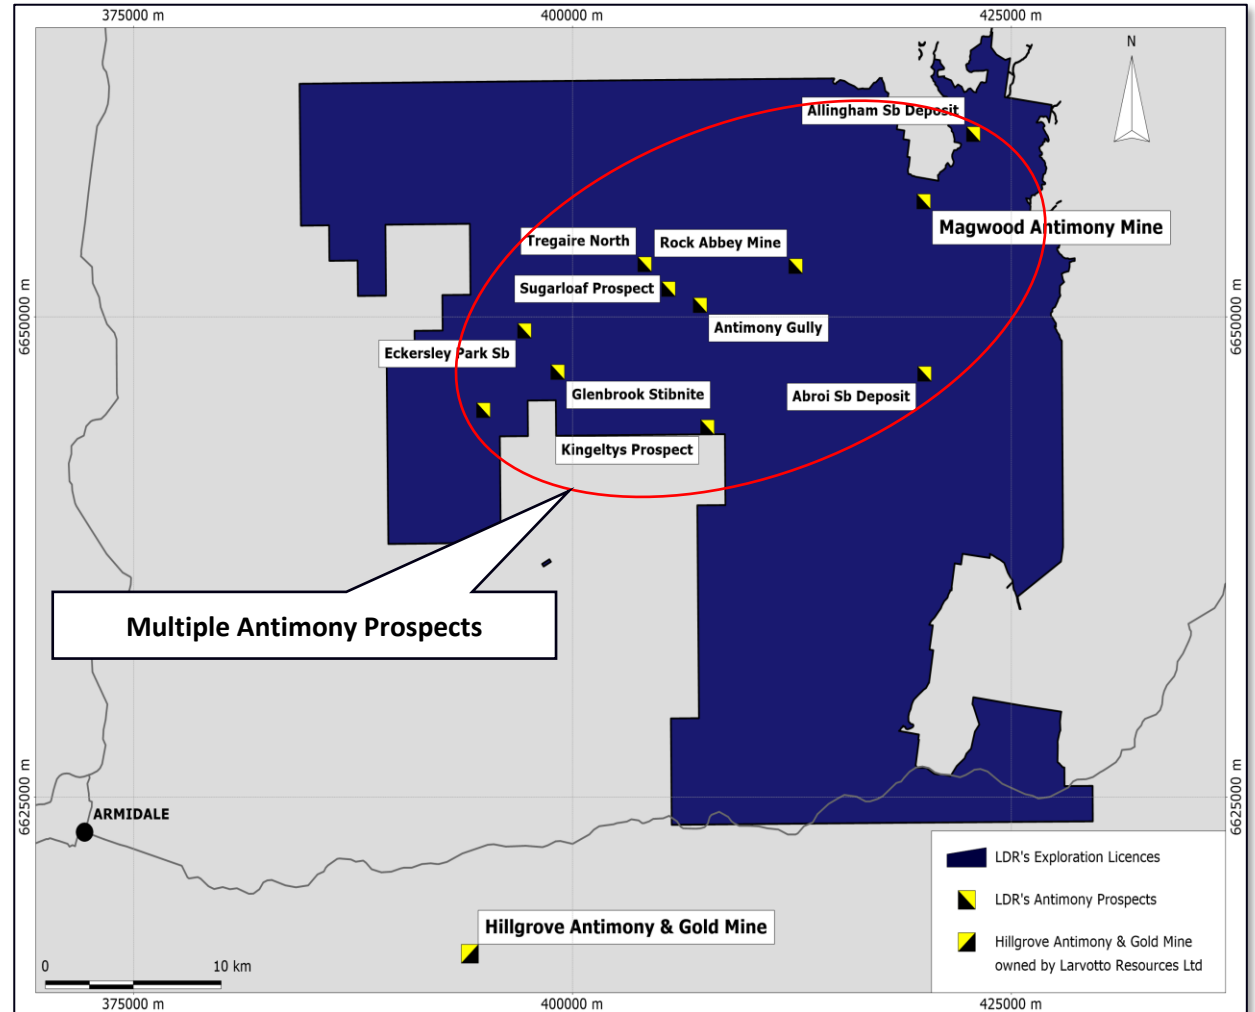 375000 m
400000 m
425000 m
N
Allingham Sb Deposit
Magwood Antimony Mine
Tregaire North
Rock Abbey Mine
Sugarloaf Prospect
6650000 m
6650000 m
Antimony Gully
Eckersley Park Sb
Glenbrook Stibnite
Abroi Sb Deposit
Kingeltys Prospect
Multiple Antimony Prospects
6625000 m
6625000 m
ARMIDALE
LDR's Exploration Licences
LDR's Antimony Prospects
Hillgrove Antimony & Gold Mine
owned by Larvotto Resources Ltd
Hillgrove Antimony & Gold Mine
0
10 km
375000 m
400000 m
425000 m